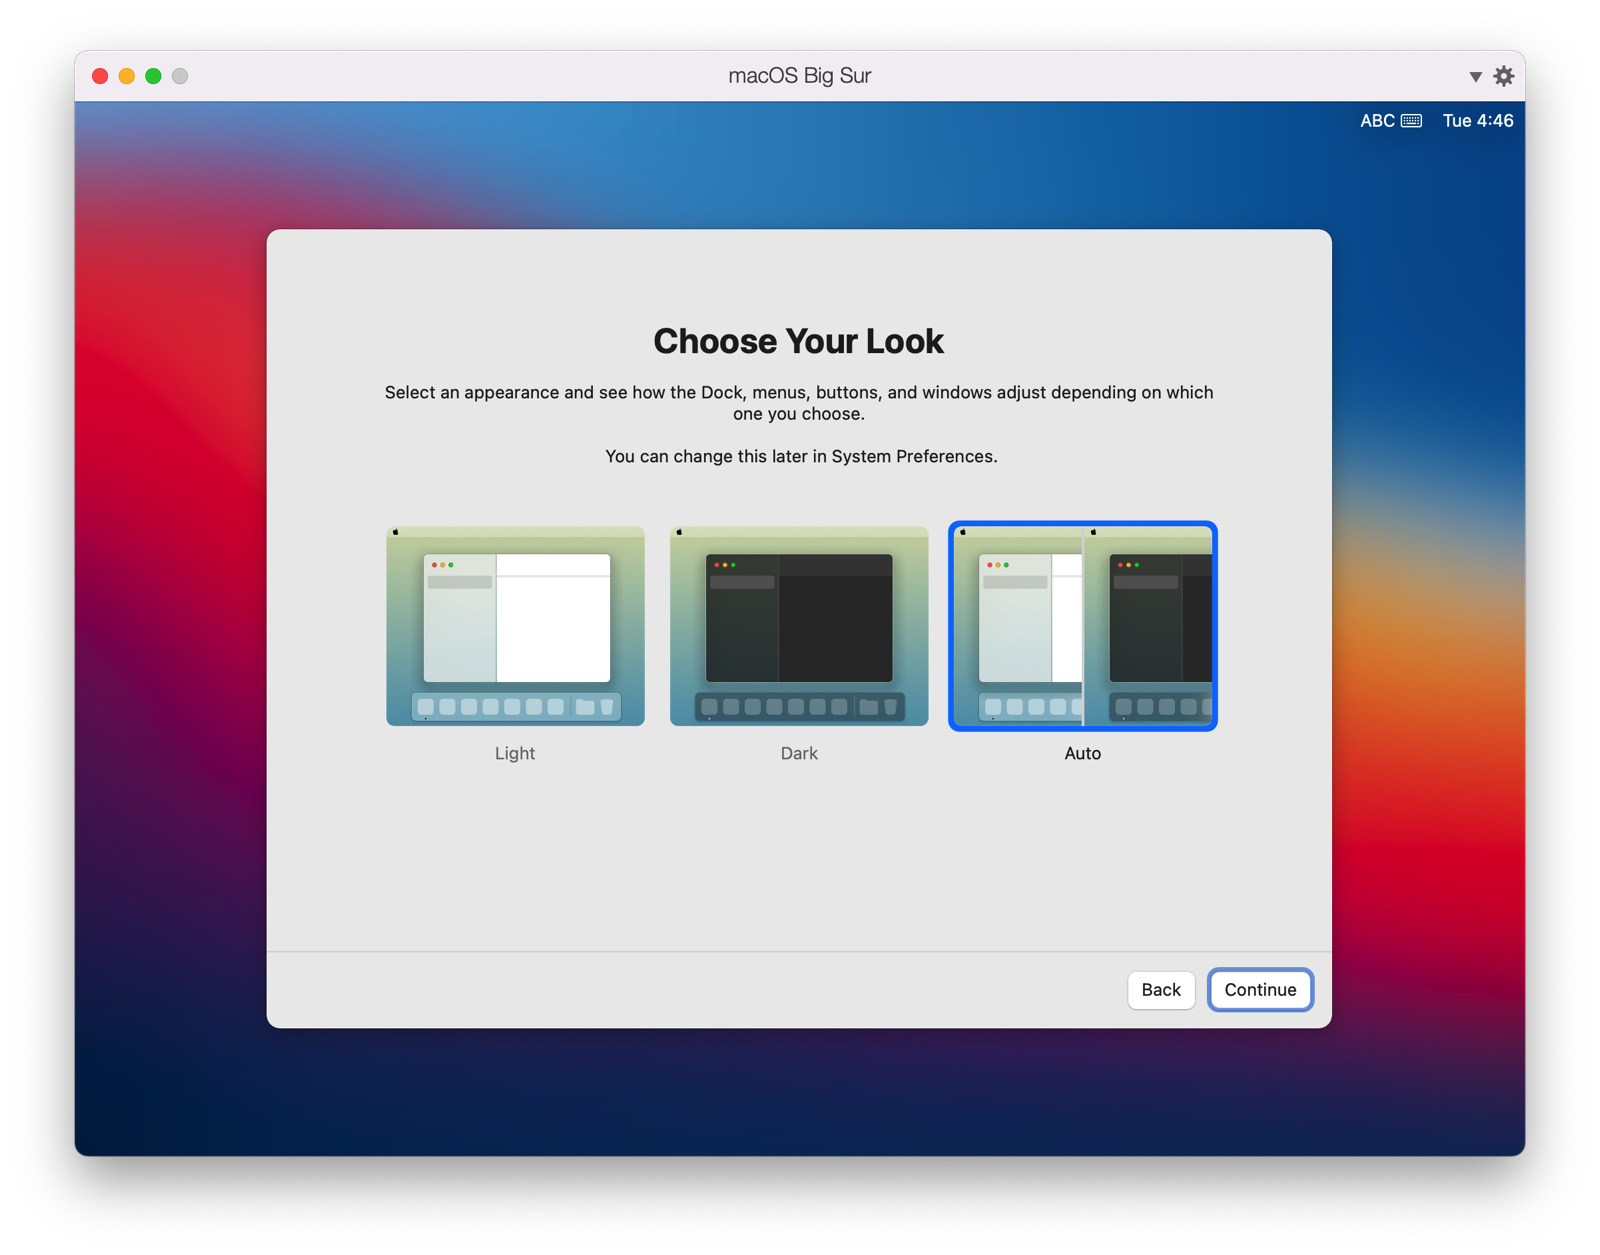 macOS Big Sur
ABC Tue 4:46
Choose Your Look
Select an appearance and see how the Dock, menus, buttons, and windows adjust depending on which
one you choose.
You can change this later in System Preferences.
Light Dark Auto
Back Continue